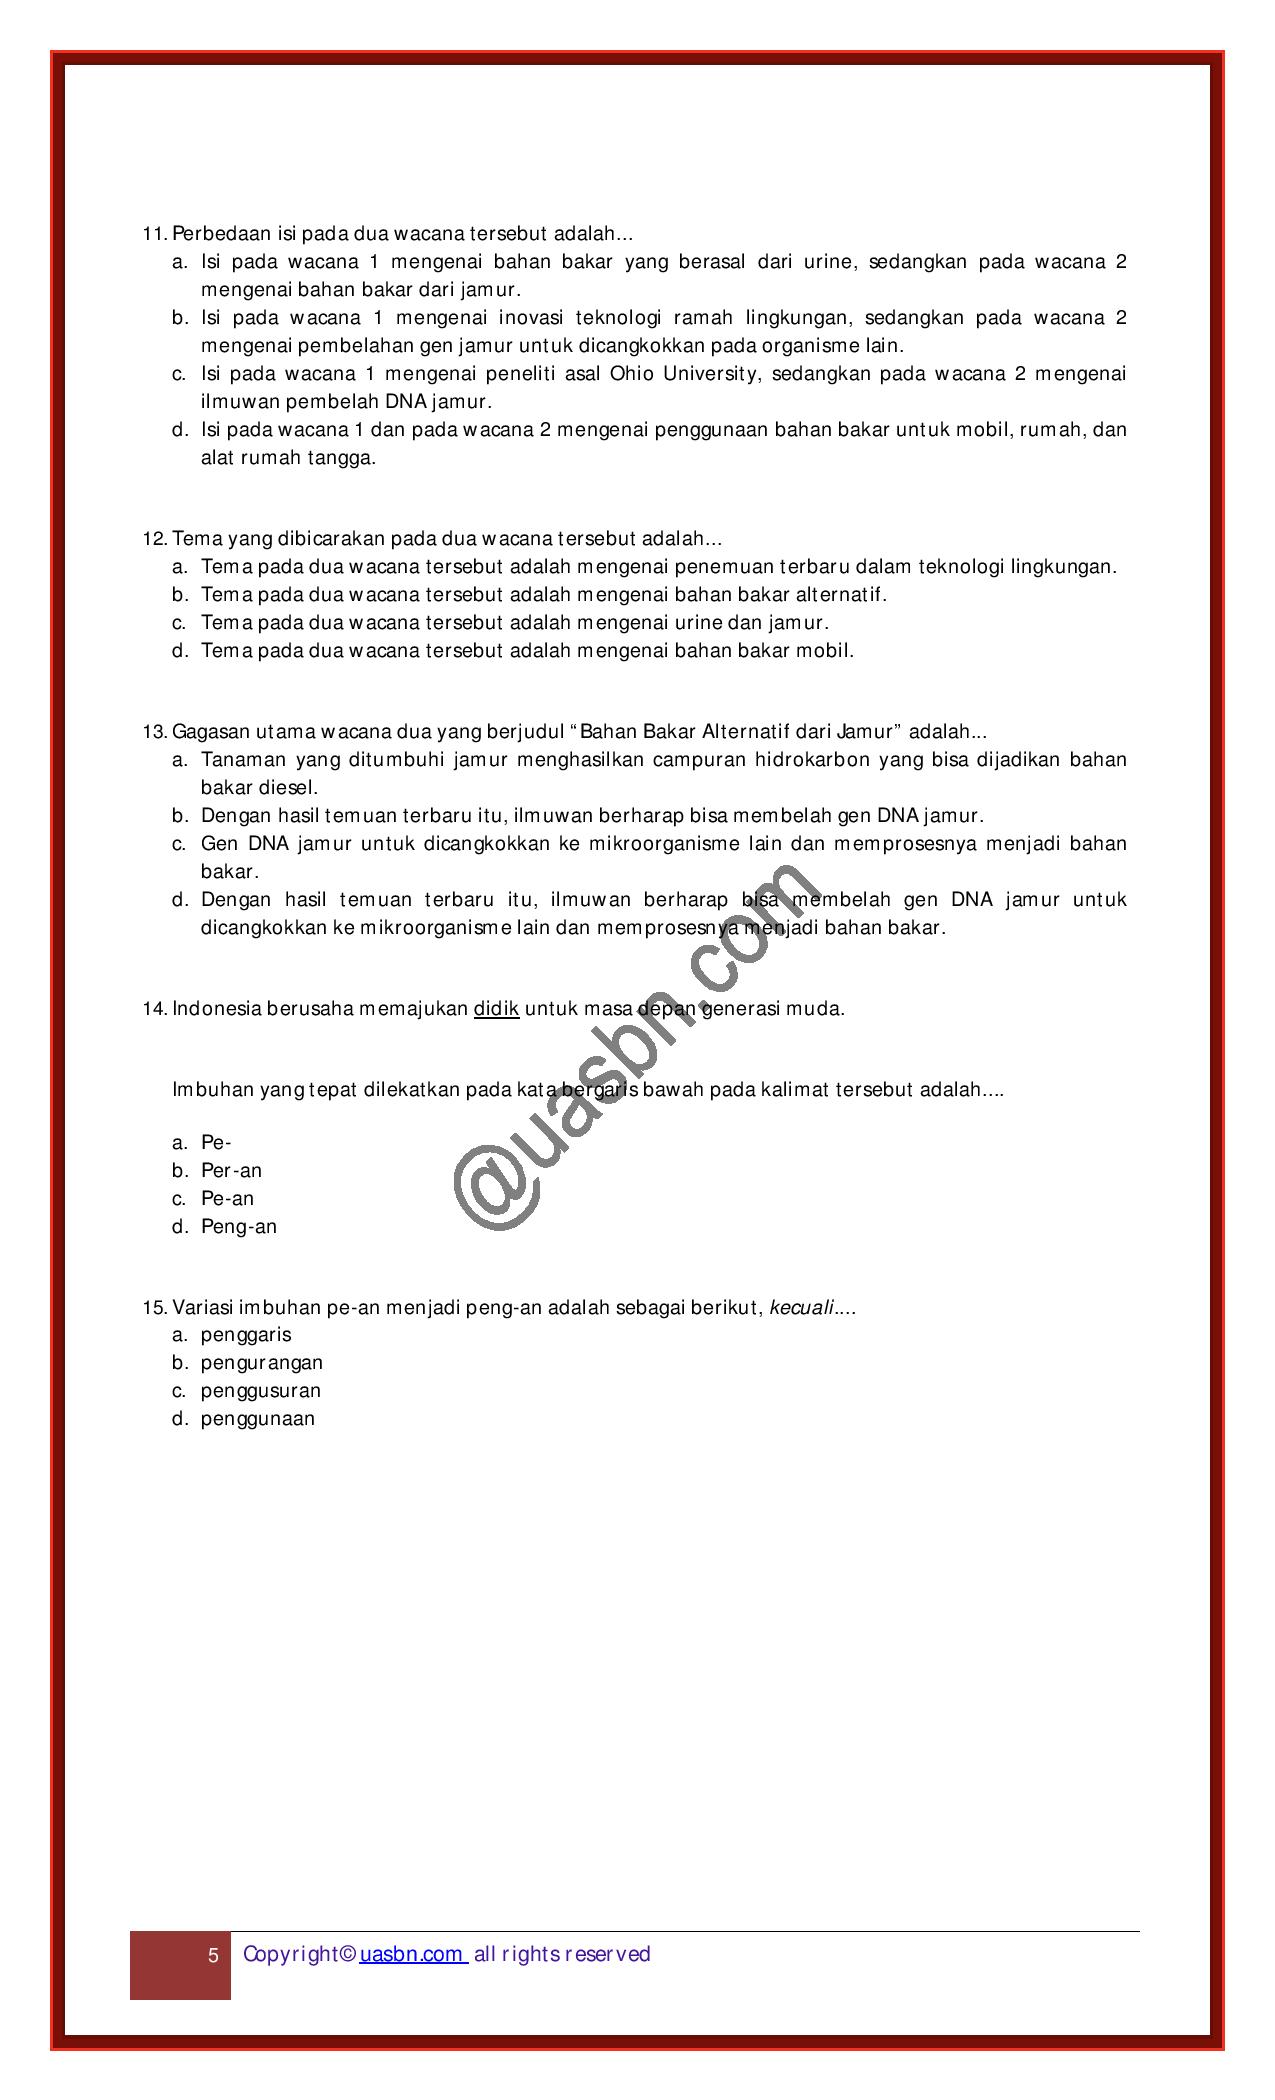 11. Perbedaan isi pada dua wacana tersebut adalah...
a. Isi pada wacana 1 mengenai bahan bakar yang berasal dari urine, sedangkan pada wacana 2
mengenai bahan bakar dari jamur.
b. Isi pada wacana 1 mengenai inovasi teknologi ramah lingkungan, sedangkan pada wacana 2
mengenai pembelahan gen jamur untuk dicangkokkan pada organisme lain.
c. Isi pada wacana 1 mengenai peneliti asal Ohio University, sedangkan pada wacana 2 mengenai
ilmuwan pembelah DNA jamur.
d. Isi pada wacana 1 dan pada wacana 2 mengenai penggunaan bahan bakar untuk mobil, rumah, dan
alat rumah tangga.
12. Tema yang dibicarakan pada dua wacana tersebut adalah...
a. Tema pada dua wacana tersebut adalah mengenai penemuan terbaru dalam teknologi lingkungan.
b. Tema pada dua wacana tersebut adalah mengenai bahan bakar alternatif.
c. Tema pada dua wacana tersebut adalah mengenai urine dan jamur.
d. Tema pada dua wacana tersebut adalah mengenai bahan bakar mobil.
13. Gagasan utama wacana dua yang berjudul “Bahan Bakar Alternatif dari Jamur” adalah...
a. Tanaman yang ditumbuhi jamur menghasilkan campuran hidrokarbon yang bisa dijadikan bahan
bakar diesel.
b. Dengan hasil temuan terbaru itu, ilmuwan berharap bisa membelah gen DNA jamur.
c. Gen DNA jamur untuk dicangkokkan ke mikroorganisme lain dan memprosesnya menjadi bahan
bakar.
d. Dengan hasil temuan terbaru itu, ilmuwan berharap bisa membelah gen DNA jamur untuk
dicangkokkan ke mikroorganisme lain dan memprosesnya menjadi bahan bakar.
14. Indonesia berusaha memajukan didik untuk masa depan generasi muda.
Imbuhan yang tepat dilekatkan pada kata bergaris bawah pada kalimat tersebut adalah....
a. Pe-
b. Per-an
c. Pe-an
d. Peng-an
@uasbn.com
15. Variasi imbuhan pe-an menjadi peng-an adalah sebagai berikut, kecuali....
a. penggaris
b. pengurangan
c. penggusuran
d. penggunaan
5 Copyright© uasbn.com all rights reserved